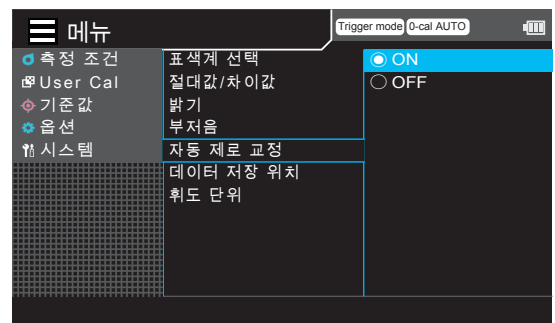 메뉴
Trigger mode 0-cal AUTO
측정 조건
User Cal
기준값
옵션
시스템
표색계 선택
절대값/차이값
밝기
부저음
자동 제로 교정
데이터 저장 위치
휘도 단위
ON
OFF